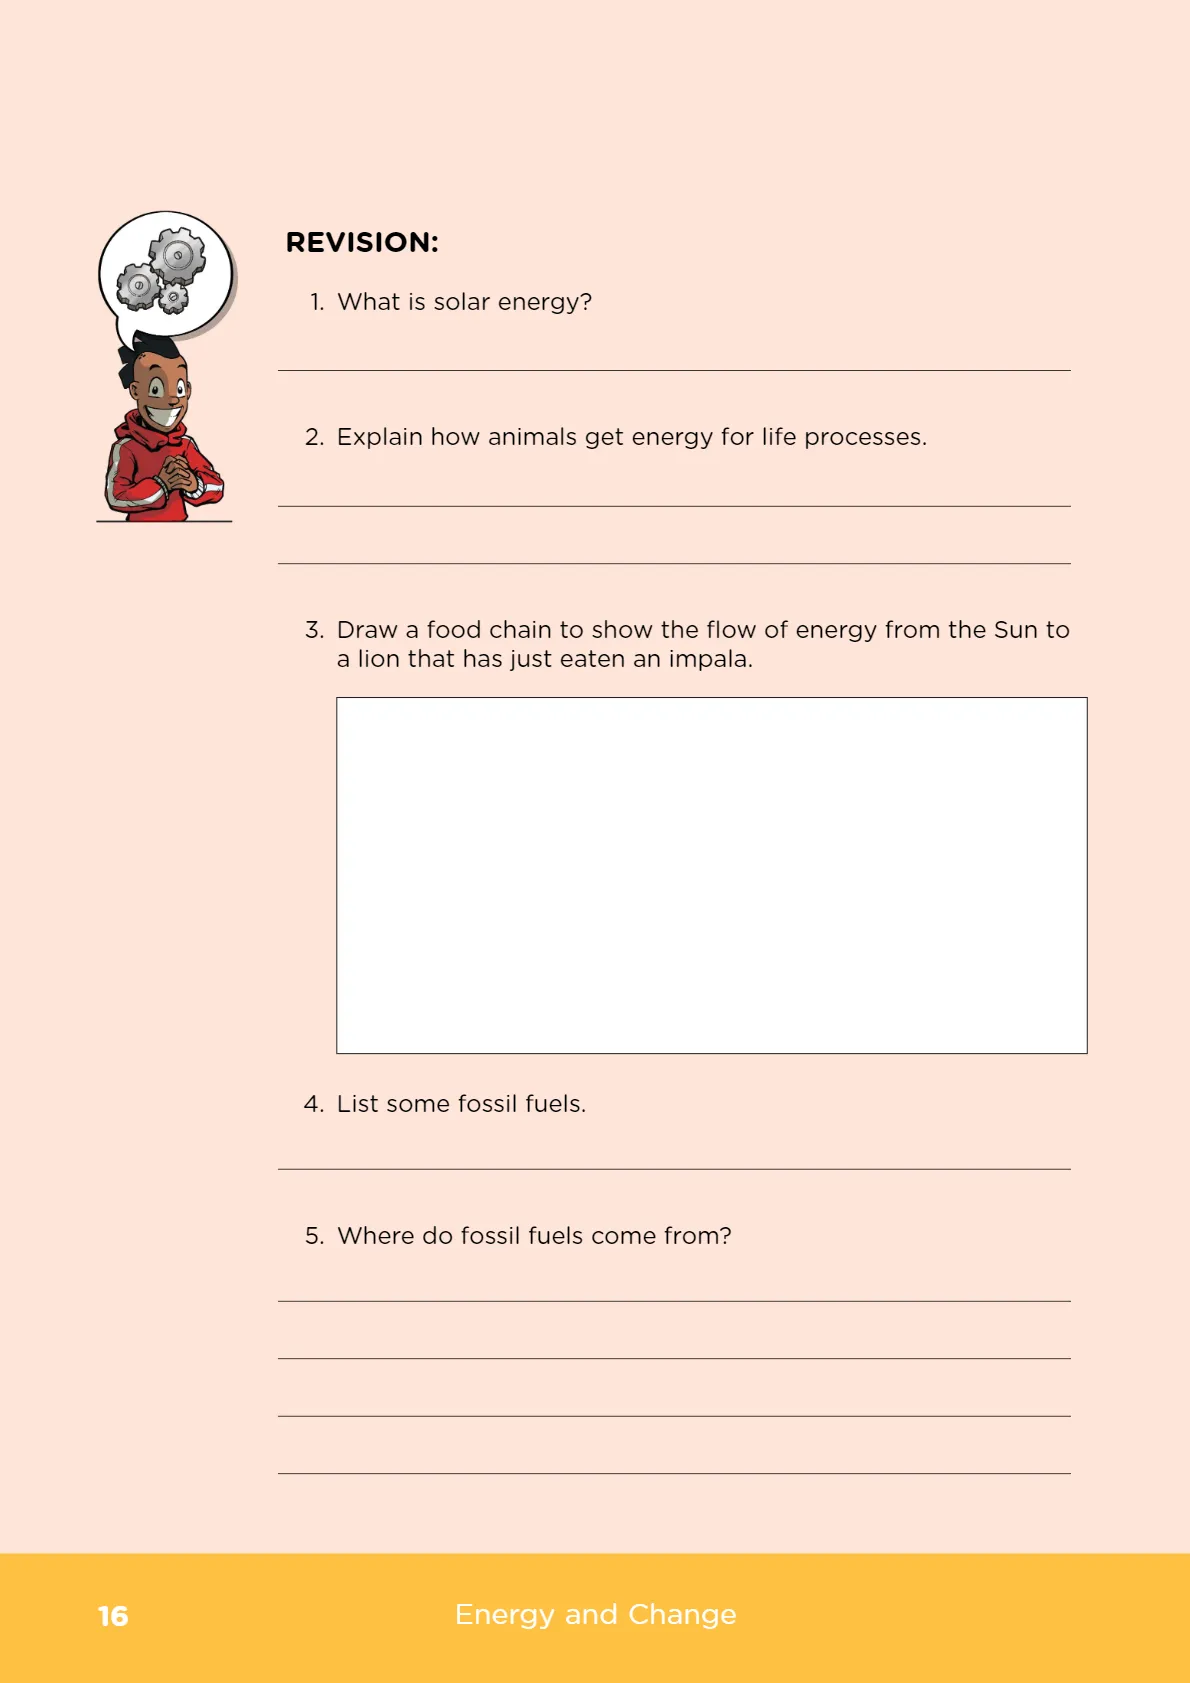 REVISION:
1. What is solar energy?
2. Explain how animals get energy for life processes.
3. Draw a food chain to show the flow of energy from the Sun to
a lion that has just eaten an impala.
4. List some fossil fuels.
5. Where do fossil fuels come from?
16 Energy and Change